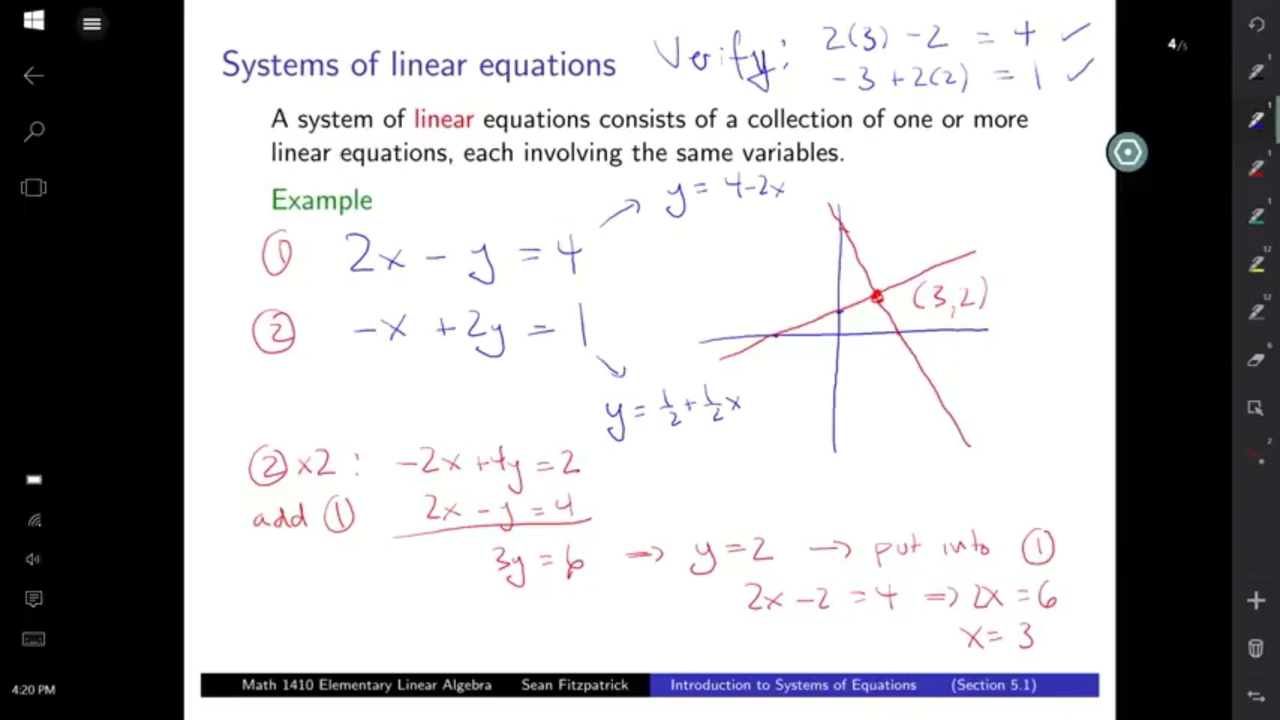 4/5
Systems of linear equations
Verify: 2(3) - 2 = 4 ✓
-3 + 2(2) = 1 ✓
A system of linear equations consists of a collection of one or more
linear equations, each involving the same variables.
Example
y = 4-2x
① 2x - y = 4
② -x + 2y = 1
(3,2)
y = 1/2 + 1/2 x
② x2 : -2x + 4y = 2
add ① 2x - y = 4
3y = 6 ⇒ y = 2 → put into ①
2x - 2 = 4 ⇒ 2x = 6
x = 3
Math 1410 Elementary Linear Algebra Sean Fitzpatrick Introduction to Systems of Equations (Section 5.1)
4:20 PM